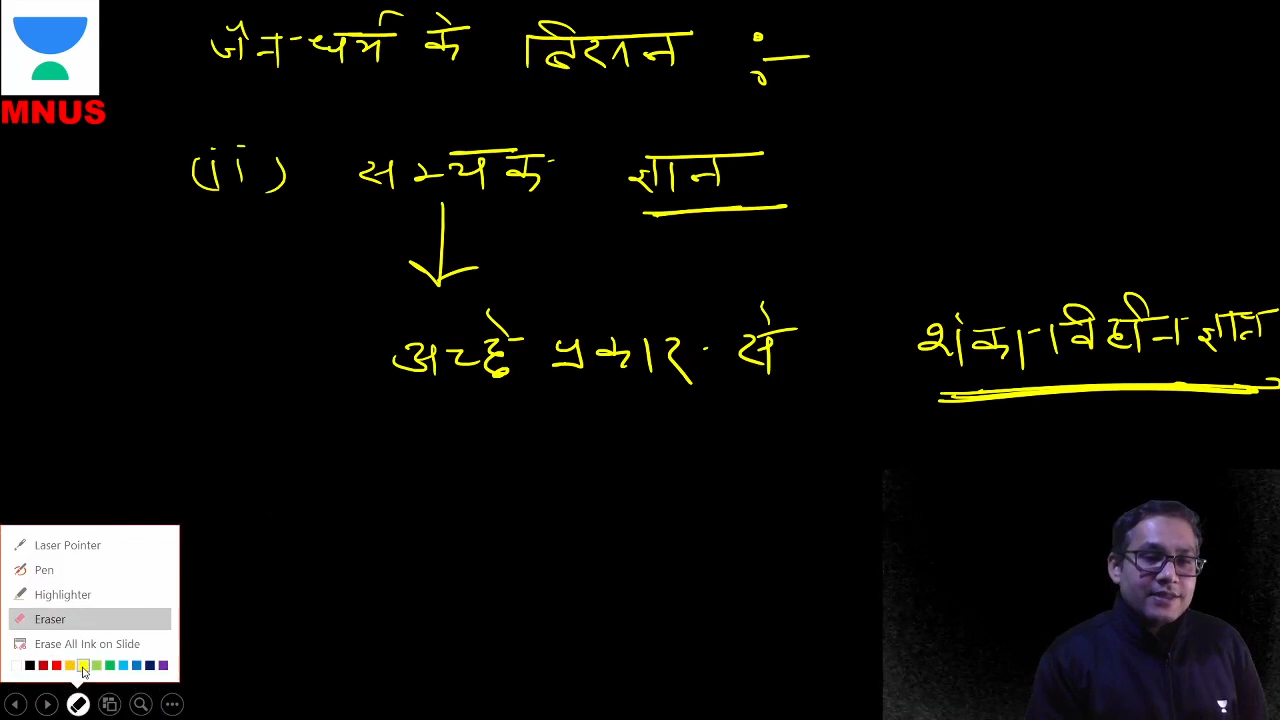 जैन-धर्म के त्रिरत्न :-
MNUS
(ii) सम्यक ज्ञान
अच्छे प्रकार से शंका-विहीन ज्ञान
Laser Pointer
Pen
Highlighter
Eraser
Erase All Ink on Slide